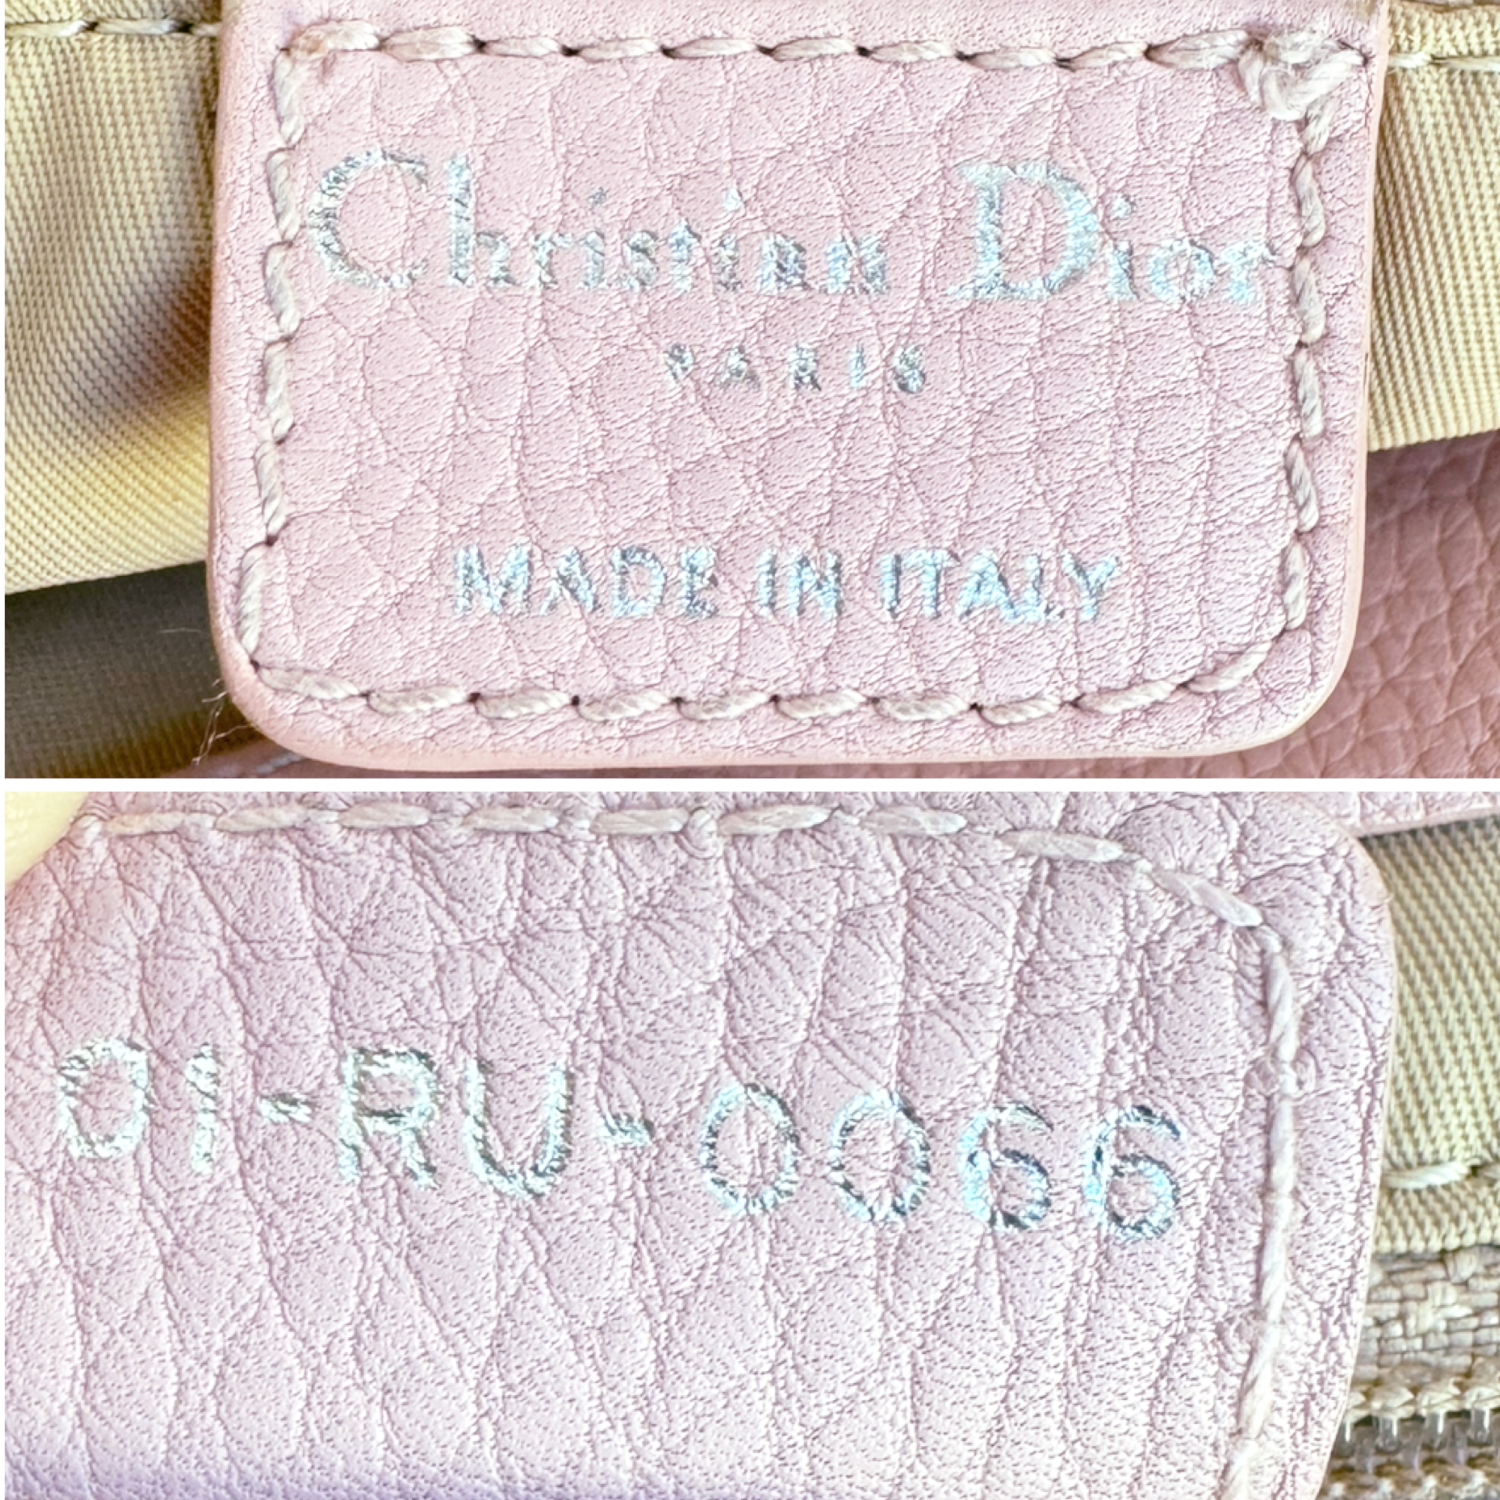 Christian Dior
PARIS
MADE IN ITALY
01-RU-0066